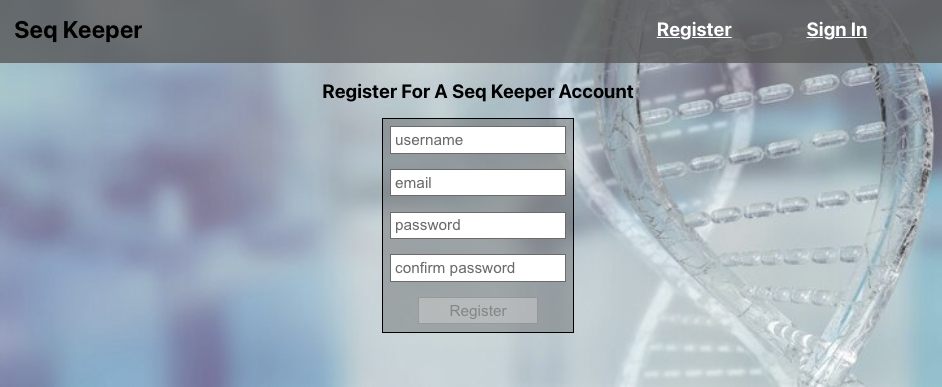 Seq Keeper
Register
Sign In
Register For A Seq Keeper Account
username
email
password
confirm password
Register